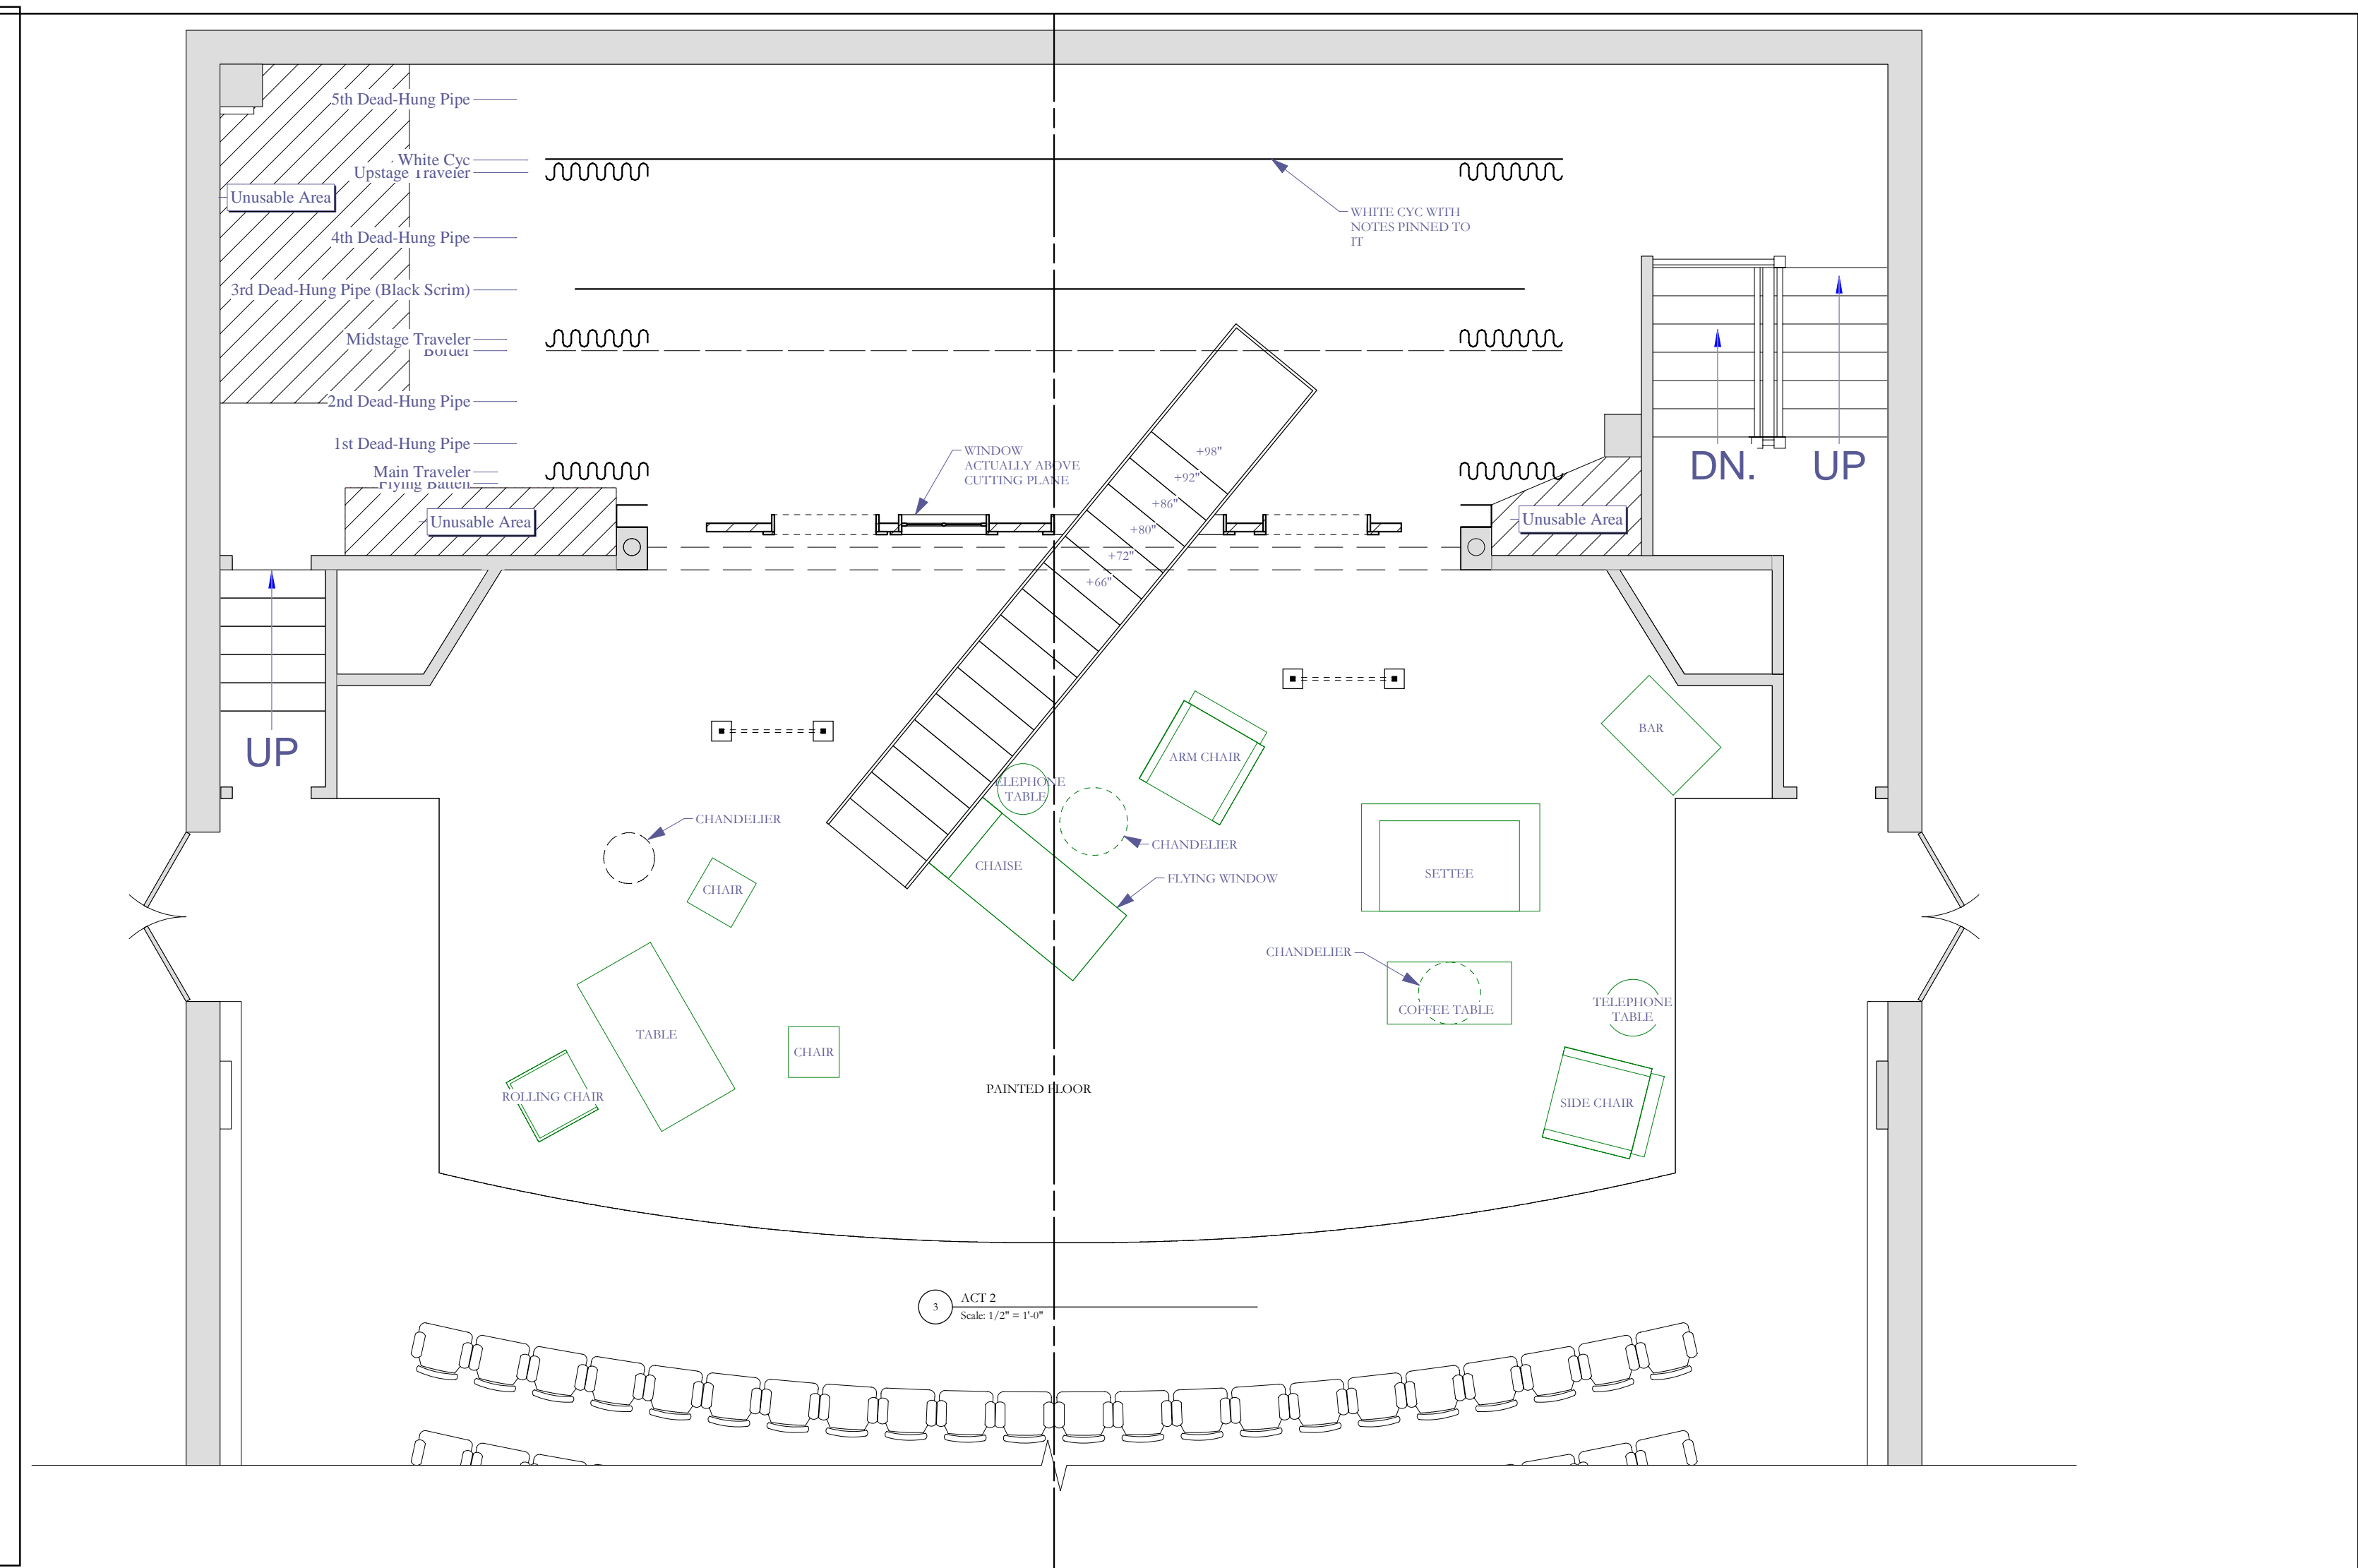 5th Dead-Hung Pipe
White Cyc
Upstage Traveler
Unusable Area
WHITE CYC WITH
NOTES PINNED TO
IT
4th Dead-Hung Pipe
3rd Dead-Hung Pipe (Black Scrim)
Midstage Traveler
Border
2nd Dead-Hung Pipe
1st Dead-Hung Pipe
Main Traveler
Flying Batten
WINDOW
ACTUALLY ABOVE
CUTTING PLANE
+98"
+92"
+86"
+80"
+72"
+66"
DN.
UP
Unusable Area
Unusable Area
UP
BAR
ARM CHAIR
TELEPHONE
TABLE
CHANDELIER
CHANDELIER
CHAISE
FLYING WINDOW
CHAIR
SETTEE
CHANDELIER
COFFEE TABLE
TELEPHONE
TABLE
TABLE
CHAIR
ROLLING CHAIR
SIDE CHAIR
PAINTED FLOOR
3
ACT 2
Scale: 1/2" = 1'-0"